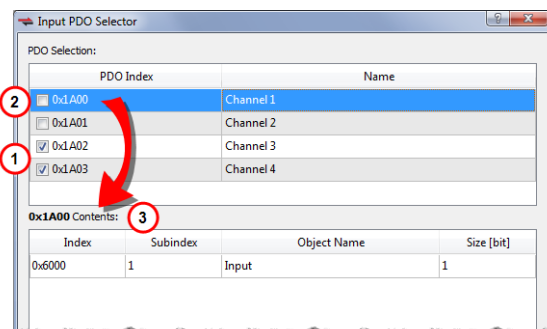 Input PDO Selector
PDO Selection:
PDO Index Name
2 0x1A00 Channel 1
0x1A01 Channel 2
1 0x1A02 Channel 3
0x1A03 Channel 4
0x1A00 Contents: 3
Index Subindex Object Name Size [bit]
0x6000 1 Input 1